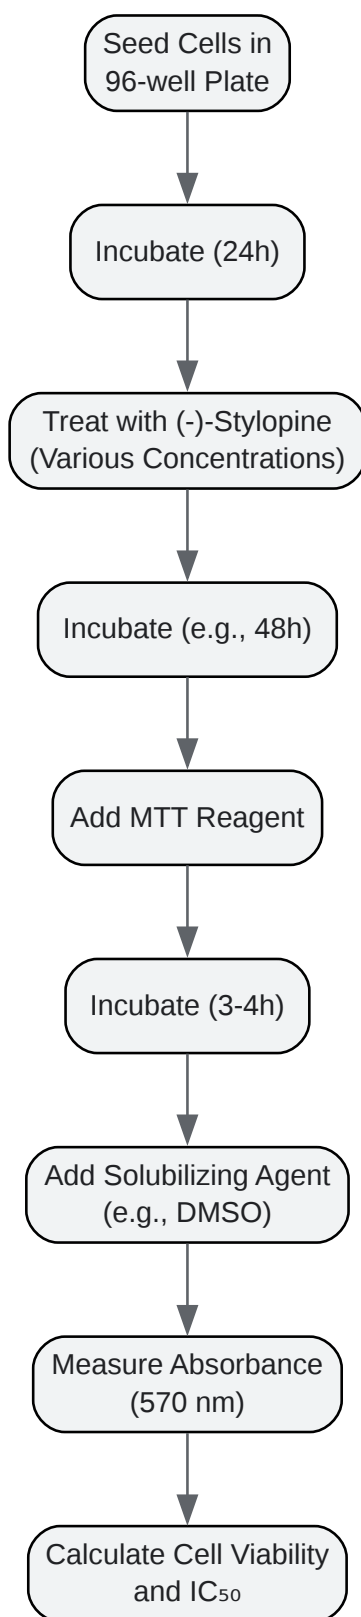 Seed Cells in
96-well Plate
Incubate (24h)
Treat with (-)-Stylopine
(Various Concentrations)
Incubate (e.g., 48h)
Add MTT Reagent
Incubate (3-4h)
Add Solubilizing Agent
(e.g., DMSO)
Measure Absorbance
(570 nm)
Calculate Cell Viability
and IC₅₀